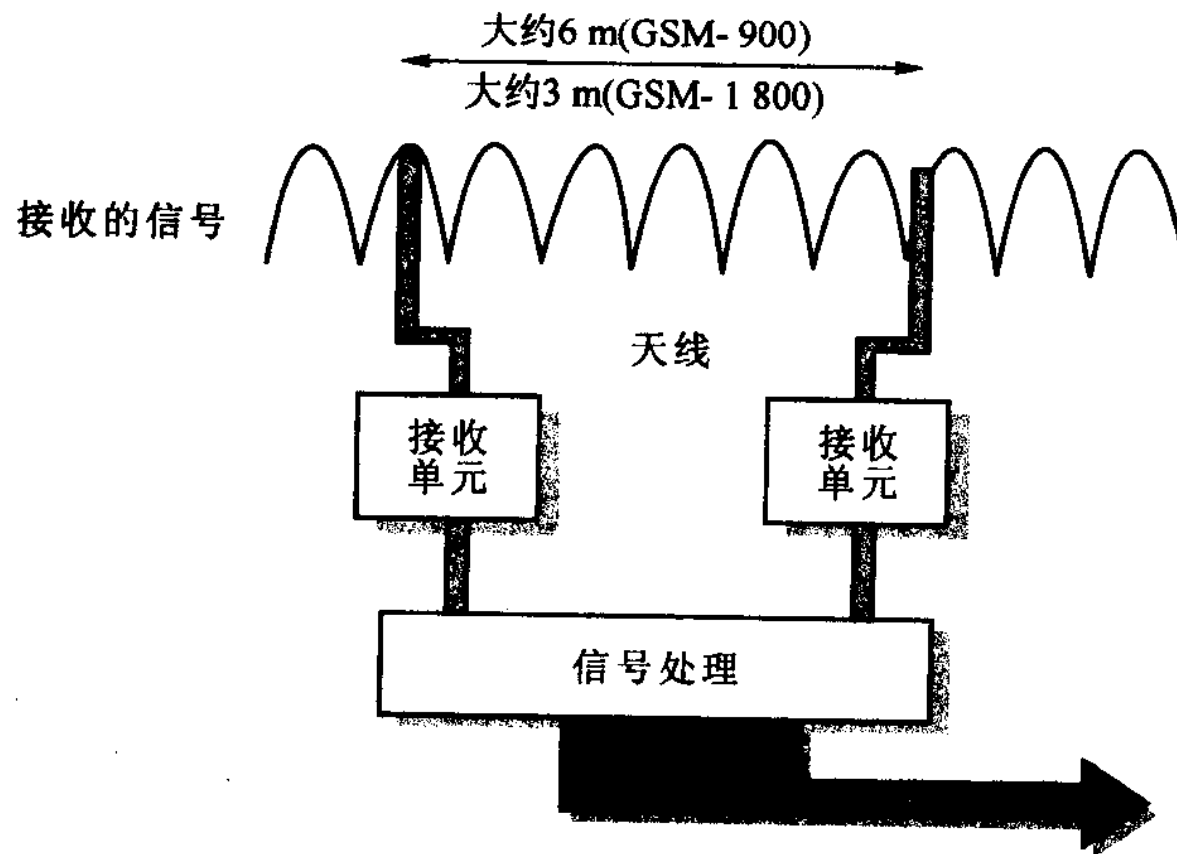 大约6 m(GSM- 900)
大约3 m(GSM- 1 800)
接收的信号
天线
接收
单元
接收
单元
信号处理